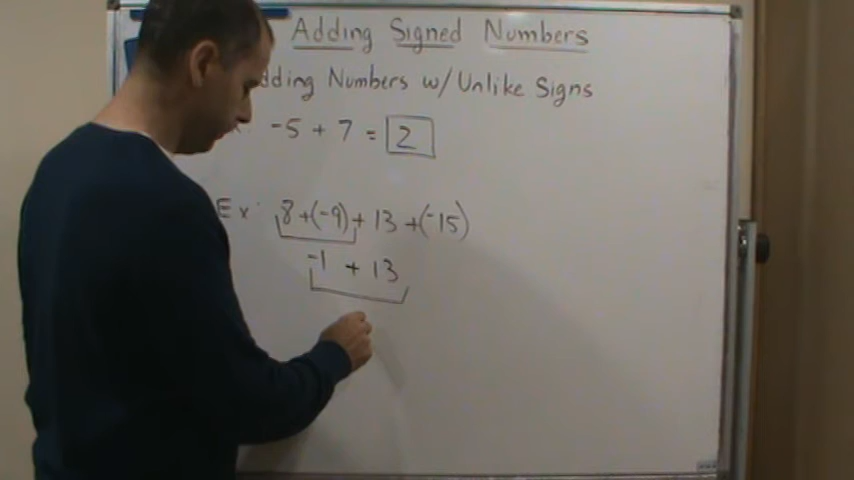 Adding Signed Numbers
dding Numbers w/ Unlike Signs
-5 + 7 = 2
Ex: 8+(-9)+13+(-15)
-1 + 13